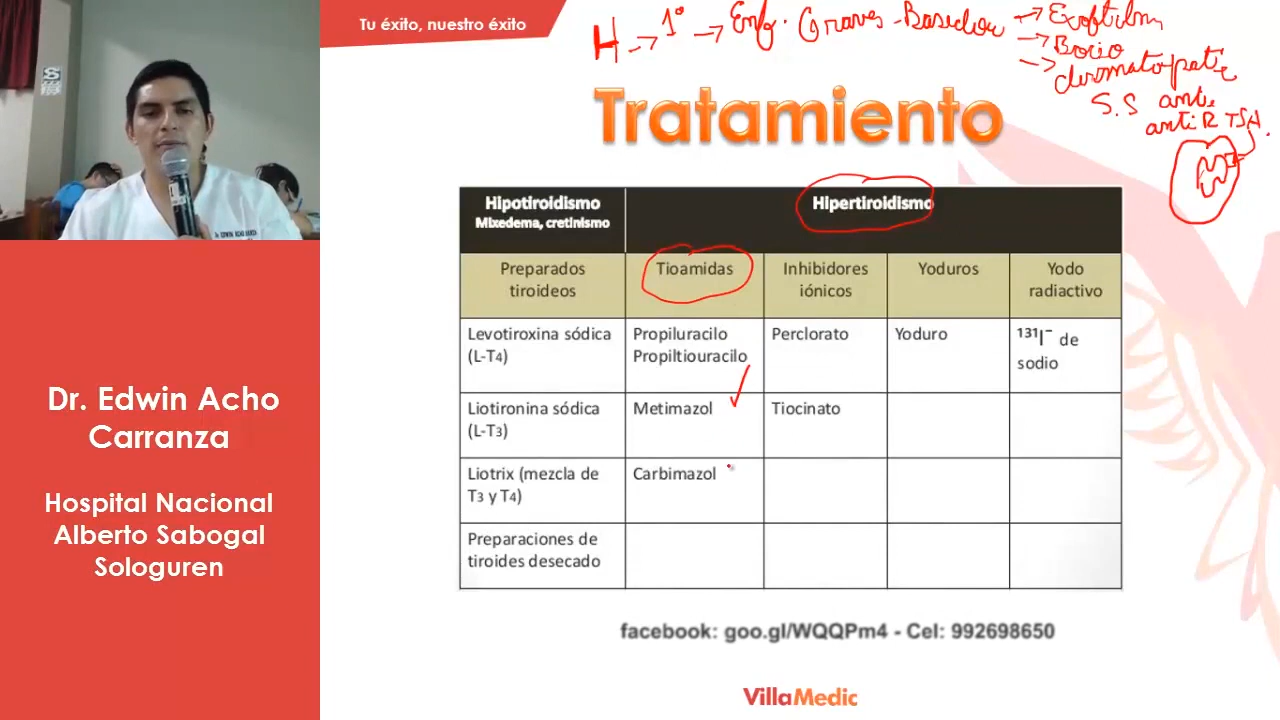 Tu éxito, nuestro éxito
H → 1° → Enf. Graves-Basedow → Exoftalm
→ Bocio
→ dermatopatie
S.S ant.
anti R TSH.
Tratamiento
Hipotiroidismo
Mixedema, cretinismo
Hipertiroidismo
Preparados
tiroideos
Tioamidas
Inhibidores
iónicos
Yoduros
Yodo
radiactivo
Levotiroxina sódica
(L-T4)
Propiluracilo
Propiltiouracilo
Perclorato
Yoduro
¹³¹I⁻ de
sodio
Liotironina sódica
(L-T3)
Metimazol
Tiocinato
Liotrix (mezcla de
T3 y T4)
Carbimazol
Preparaciones de
tiroides desecado
Dr. Edwin Acho
Carranza
Hospital Nacional
Alberto Sabogal
Sologuren
facebook: goo.gl/WQQPm4 - Cel: 992698650
VillaMedic